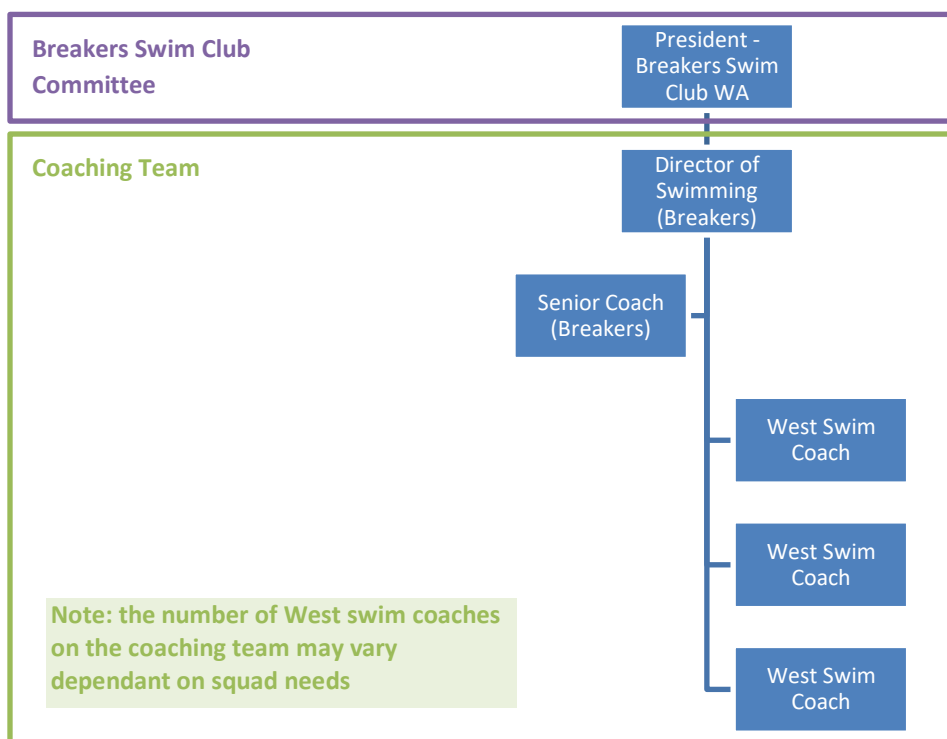 Breakers Swim Club
Committee
President -
Breakers Swim
Club WA
Coaching Team
Director of
Swimming
(Breakers)
Senior Coach
(Breakers)
West Swim
Coach
West Swim
Coach
Note: the number of West swim coaches
on the coaching team may vary
dependant on squad needs
West Swim
Coach